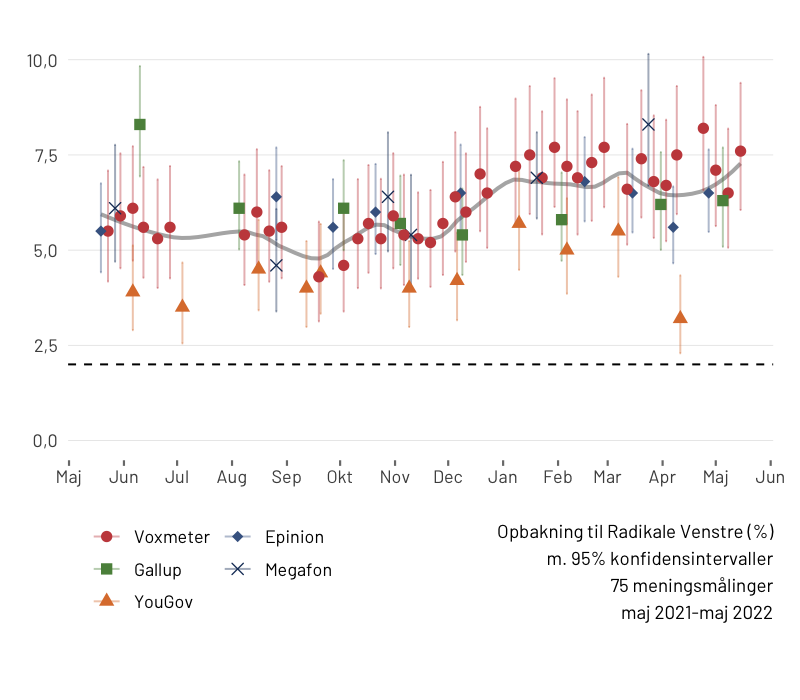 10,0
7,5
5,0
2,5
0,0
Maj Jun Jul Aug Sep Okt Nov Dec Jan Feb Mar Apr Maj Jun
Voxmeter Epinion
Gallup Megafon
YouGov
Opbakning til Radikale Venstre (%)
m. 95% konfidensintervaller
75 meningsmålinger
maj 2021-maj 2022